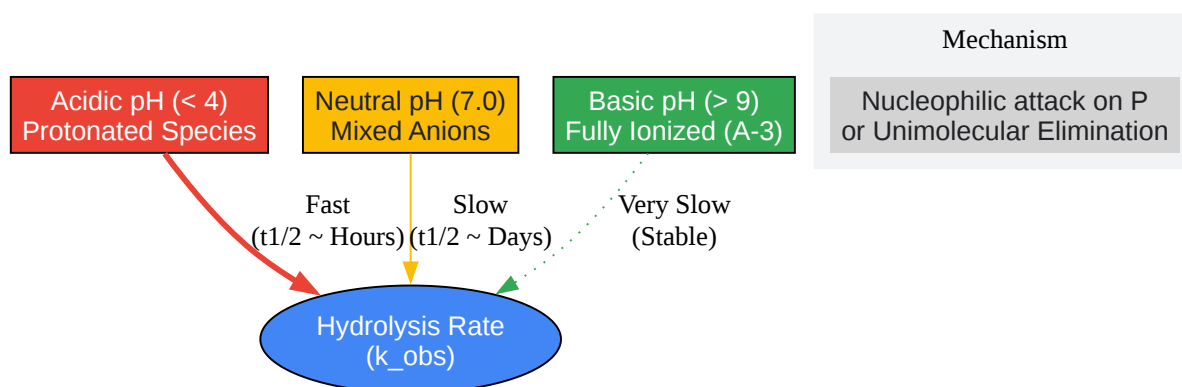 Mechanism
Acidic pH (< 4)
Protonated Species
Neutral pH (7.0)
Mixed Anions
Basic pH (> 9)
Fully Ionized (A-3)
Nucleophilic attack on P
or Unimolecular Elimination
Fast
(t1/2 ~ Hours)
Slow
(t1/2 ~ Days)
Very Slow
(Stable)
Hydrolysis Rate
(k_obs)